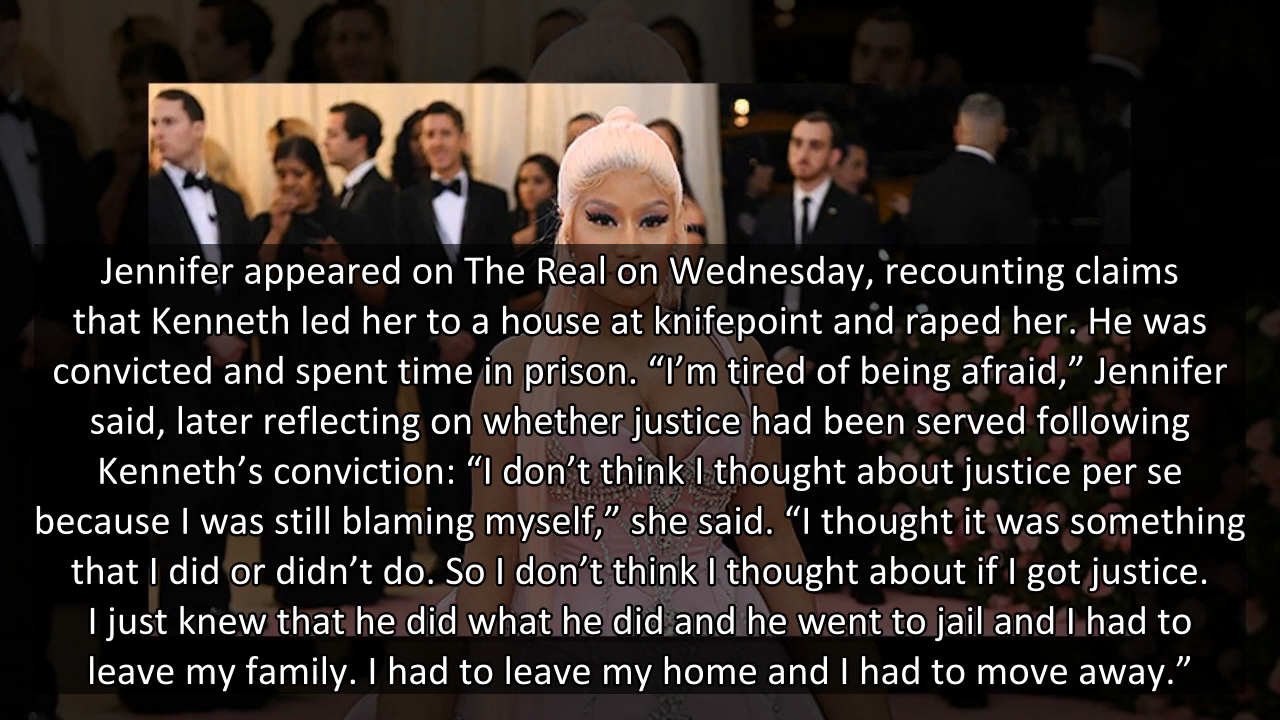 Jennifer appeared on The Real on Wednesday, recounting claims
that Kenneth led her to a house at knifepoint and raped her. He was
convicted and spent time in prison. “I’m tired of being afraid,” Jennifer
said, later reflecting on whether justice had been served following
Kenneth’s conviction: “I don’t think I thought about justice per se
because I was still blaming myself,” she said. “I thought it was something
that I did or didn’t do. So I don’t think I thought about if I got justice.
I just knew that he did what he did and he went to jail and I had to
leave my family. I had to leave my home and I had to move away.”